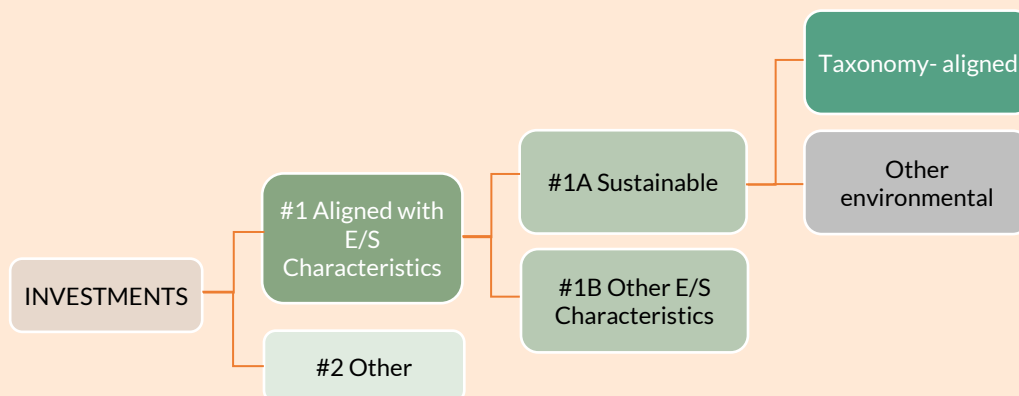 Taxonomy- aligned
Other
environmental
#1A Sustainable
#1 Aligned with
E/S
Characteristics
#1B Other E/S
Characteristics
INVESTMENTS
#2 Other